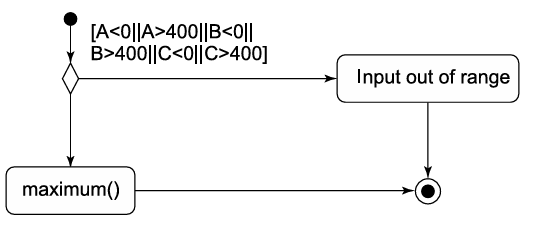 [A<0||A>400||B<0||
B>400||C<0||C>400]
Input out of range
maximum()